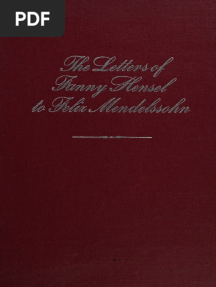 PDF
The Letters of
Fanny Hensel
to Felix Mendelssohn